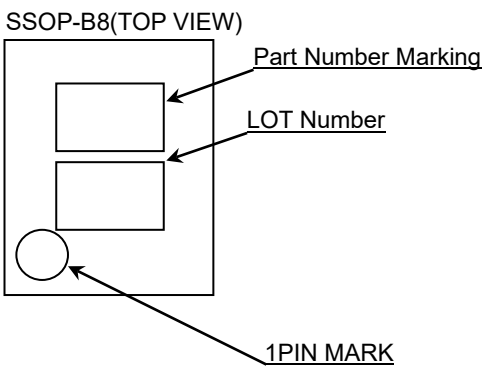 SSOP-B8(TOP VIEW)
Part Number Marking
LOT Number
1PIN MARK